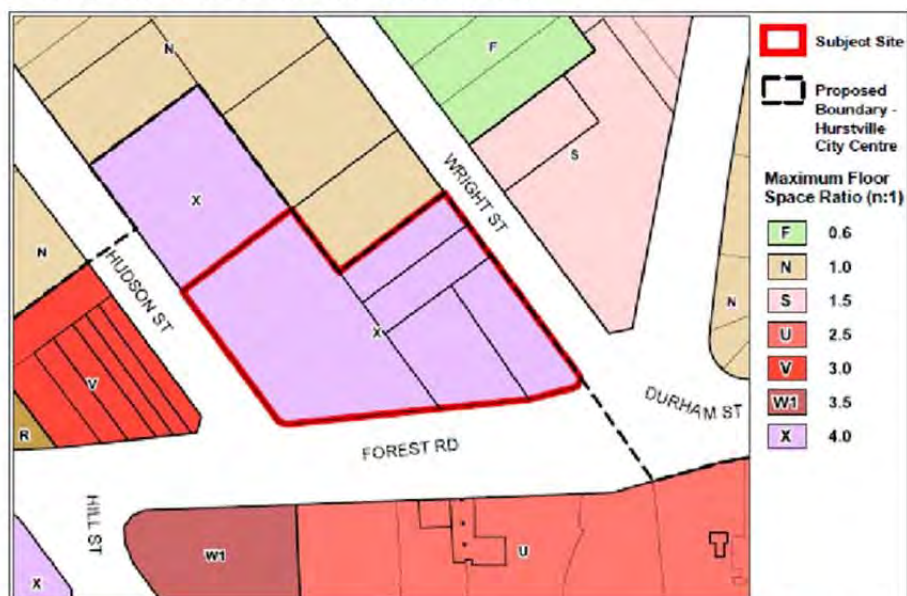 N
F
WRIGHT ST
S
X
N
HUDSON ST
N
X
V
DURHAM ST
R
FOREST RD
HILL ST
W1
U
X
Subject Site
Proposed
Boundary -
Hurstville
City Centre
Maximum Floor
Space Ratio (n:1)
F 0.6
N 1.0
S 1.5
U 2.5
V 3.0
W1 3.5
X 4.0